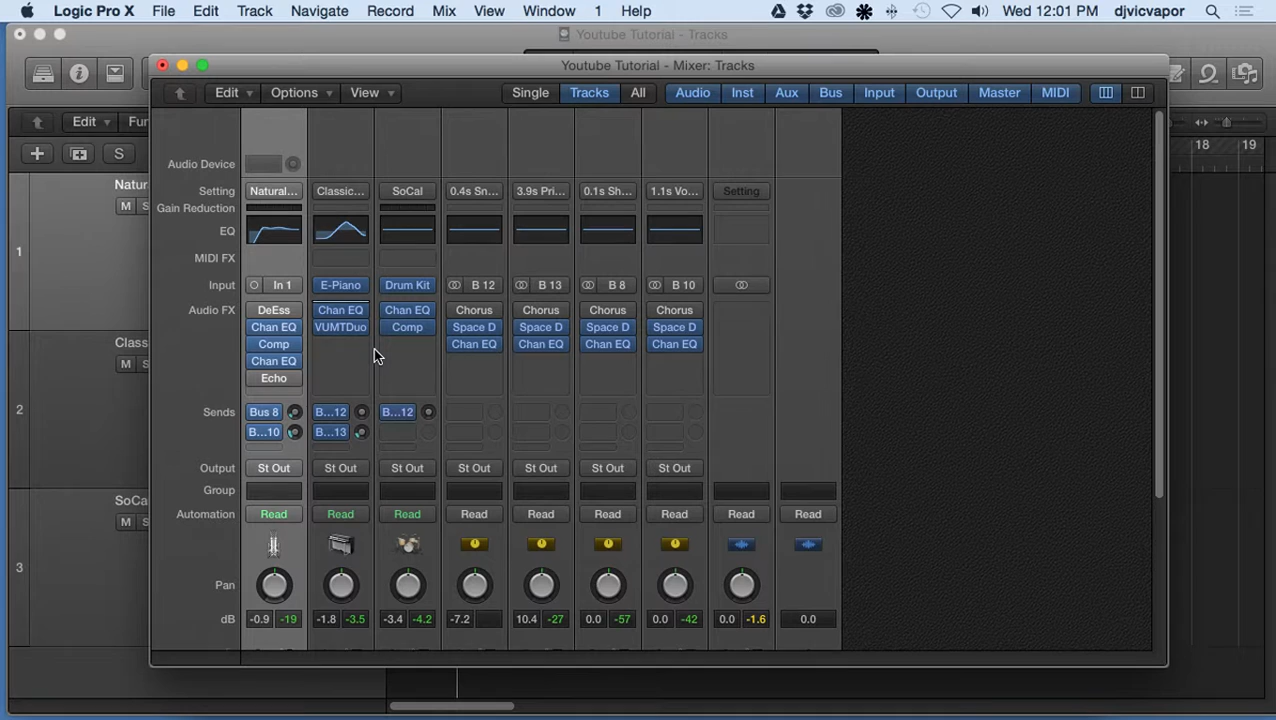 Logic Pro X File Edit Track Navigate Record Mix View Window 1 Help Wed 12:01 PM djvicvapor
Youtube Tutorial - Tracks
Youtube Tutorial - Mixer: Tracks
Edit Options View Single Tracks All Audio Inst Aux Bus Input Output Master MIDI
Edit Fun
S
18 19
Audio Device
Setting Natural... Classic... SoCal 0.4s Sn... 3.9s Pri... 0.1s Sh... 1.1s Vo... Setting
Natur
M S
Gain Reduction
EQ
1
MIDI FX
Input In 1 E-Piano Drum Kit B 12 B 13 B 8 B 10
Audio FX DeEss Chan EQ Chan EQ Chorus Chorus Chorus Chorus
Chan EQ VUMTDuo Comp Space D Space D Space D Space D
Class
Comp Chan EQ Chan EQ Chan EQ Chan EQ
M S
Chan EQ
Echo
2
Sends Bus 8 B...12 B...12
B...10 B...13
Output St Out St Out St Out St Out St Out St Out St Out
Group
SoCa
M S
Automation Read Read Read Read Read Read Read Read Read
3
Pan
dB -0.9 -19 -1.8 -3.5 -3.4 -4.2 -7.2 10.4 -27 0.0 -57 0.0 -42 0.0 -1.6 0.0